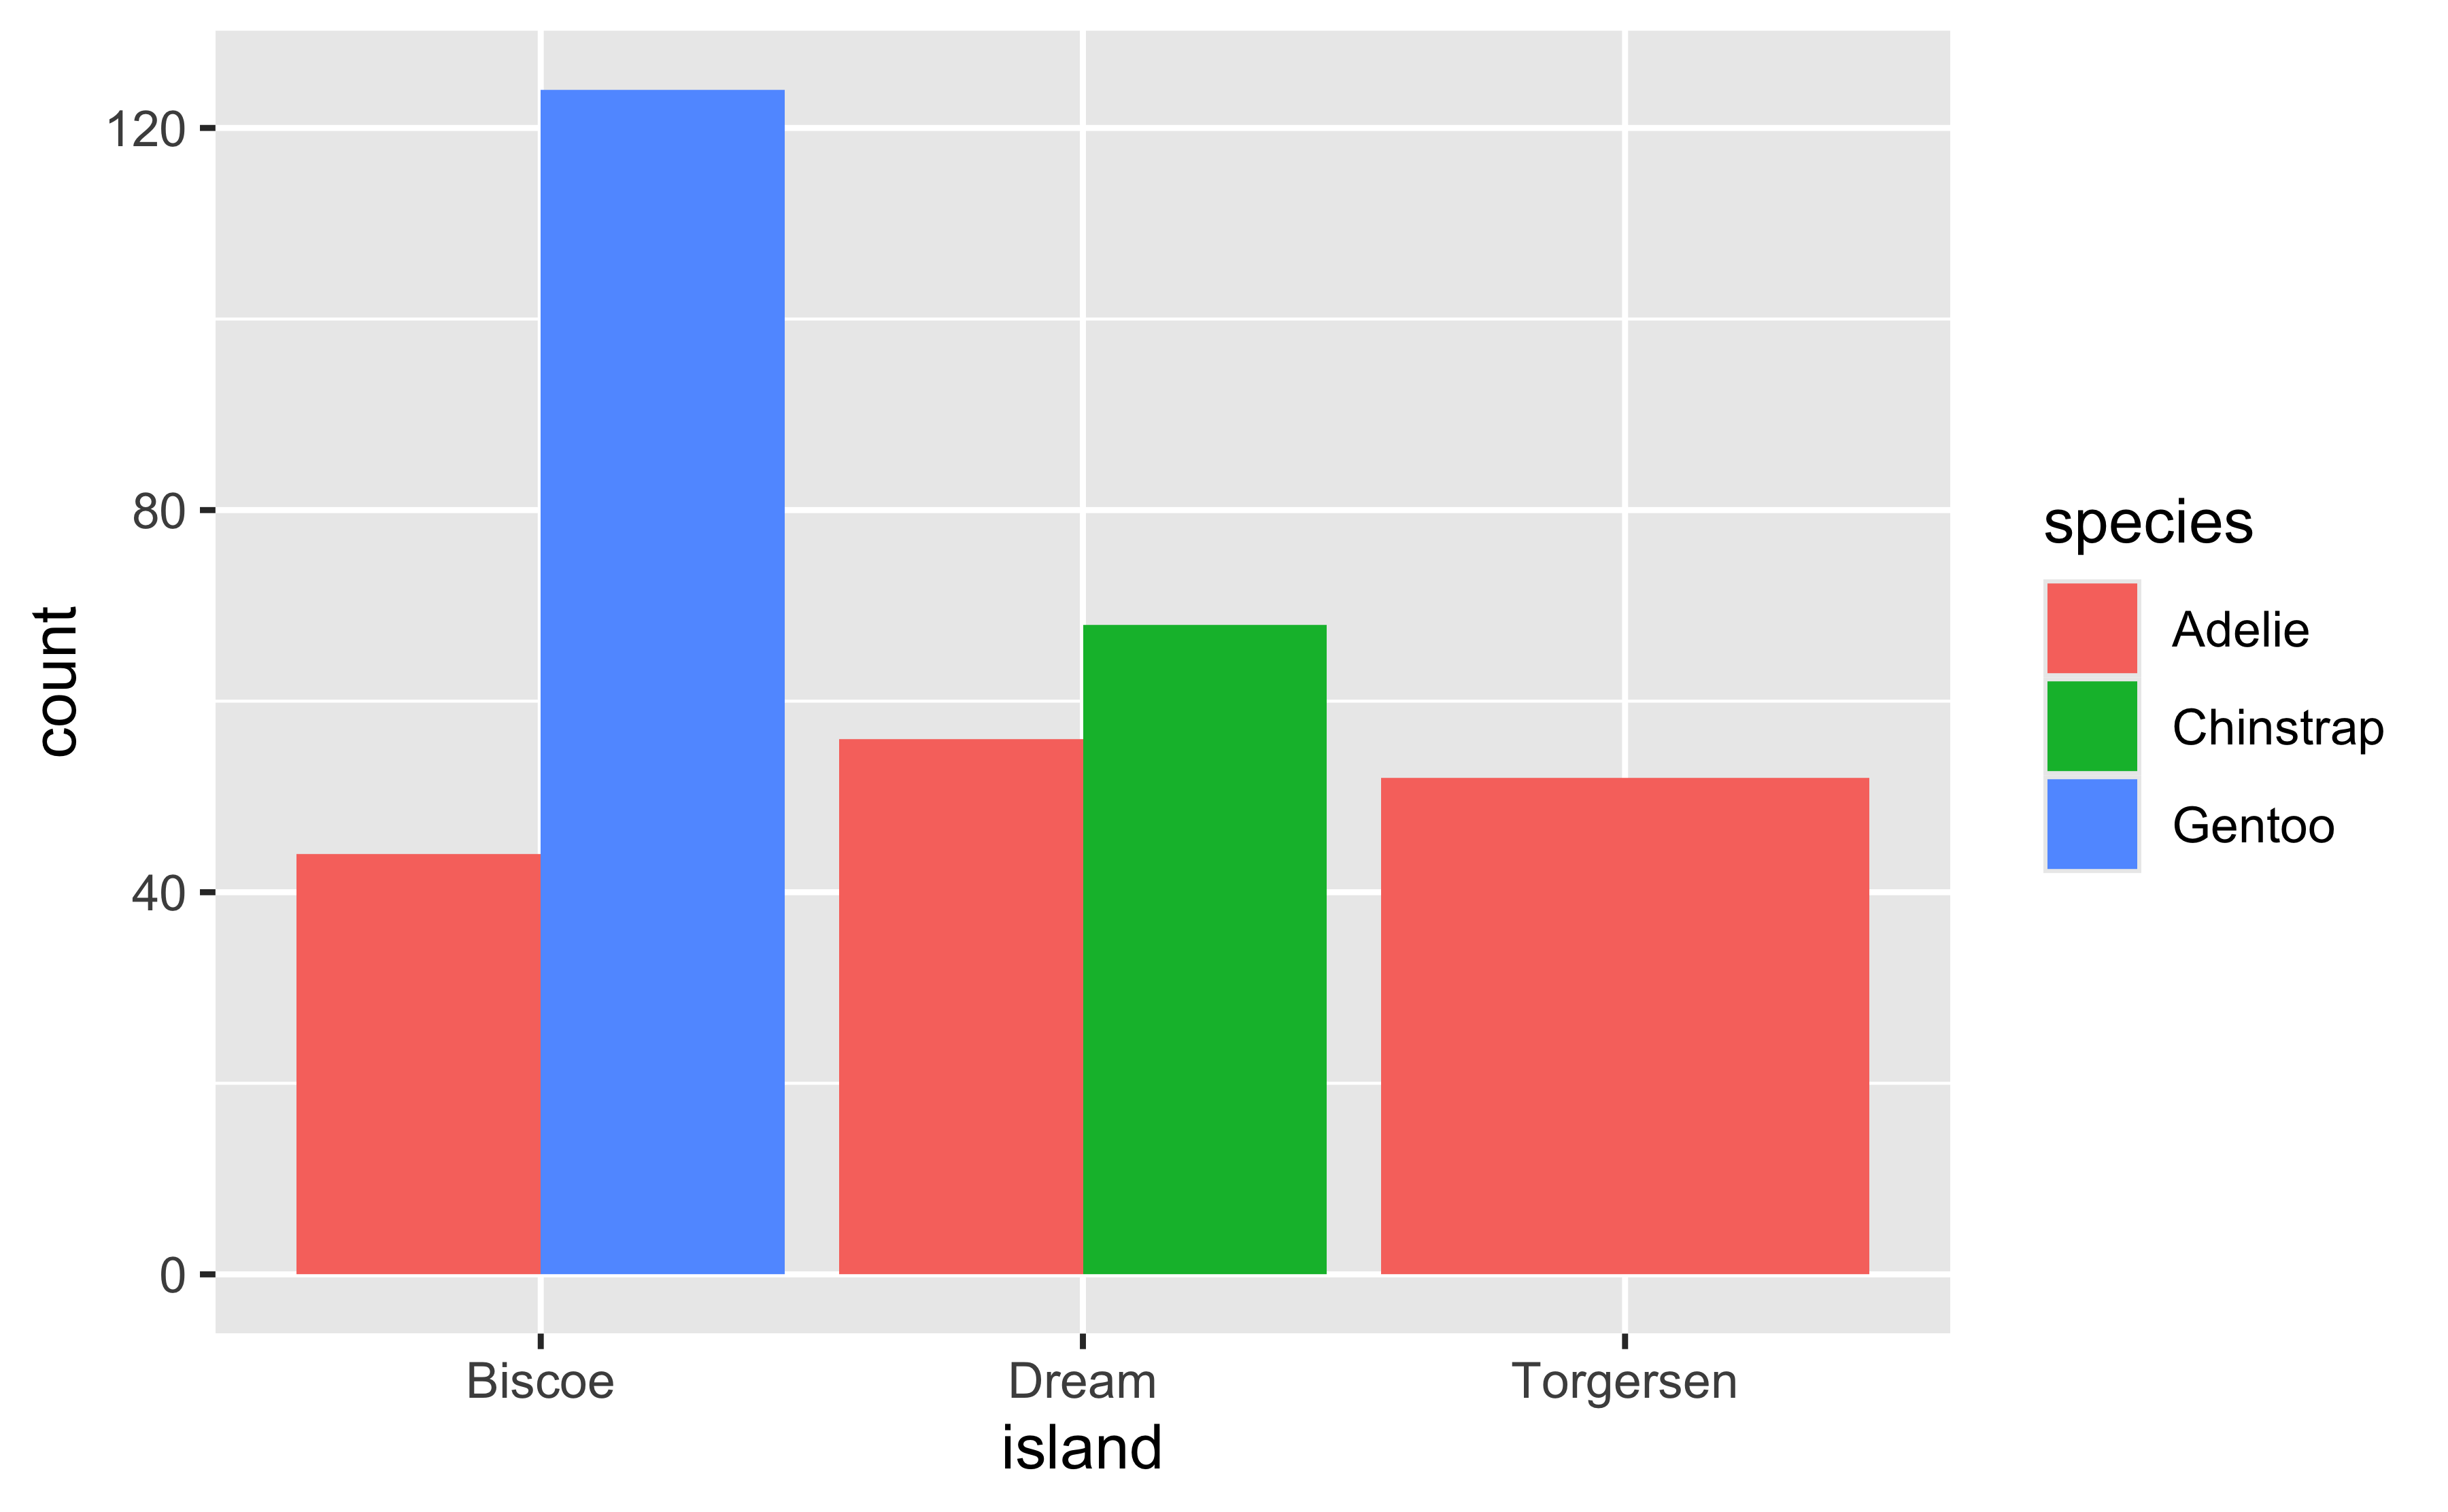 120
80
40
0
count
Biscoe
Dream
Torgersen
island
species
Adelie
Chinstrap
Gentoo